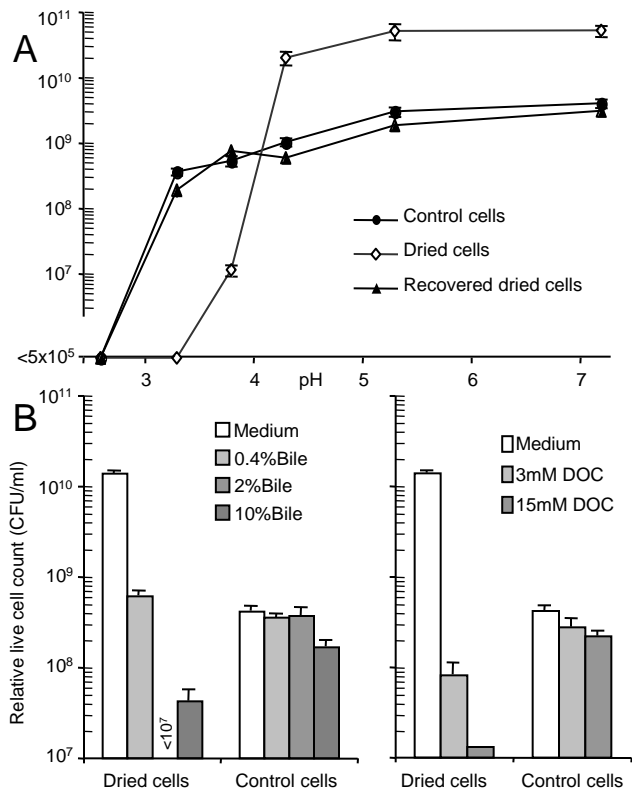 A
10¹¹
10¹⁰
10⁹
10⁸
10⁷
<5x10⁵
Control cells
Dried cells
Recovered dried cells
3 4 pH 5 6 7
B
Relative live cell count (CFU/ml)
10¹¹
10¹⁰
10⁹
10⁸
10⁷
Medium
0.4%Bile
2%Bile
10%Bile
<10⁷
Dried cells Control cells
Medium
3mM DOC
15mM DOC
Dried cells Control cells